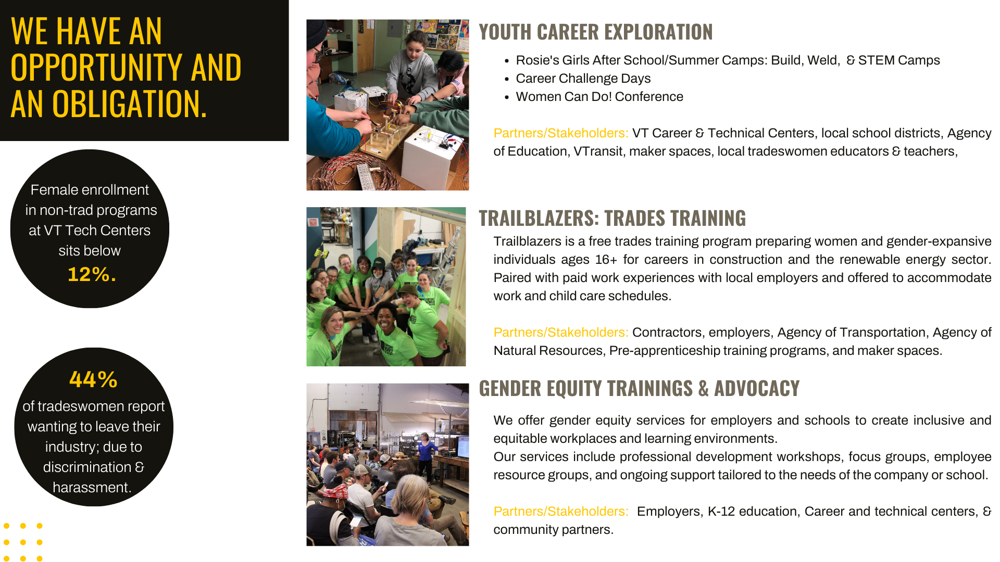 WE HAVE AN
OPPORTUNITY AND
AN OBLIGATION.
Female enrollment
in non-trad programs
at VT Tech Centers
sits below
12%.
44%
of tradeswomen report
wanting to leave their
industry; due to
discrimination &
harassment.
YOUTH CAREER EXPLORATION
• Rosie's Girls After School/Summer Camps: Build, Weld,  & STEM Camps
• Career Challenge Days
• Women Can Do! Conference
Partners/Stakeholders: VT Career & Technical Centers, local school districts, Agency
of Education, VTransit, maker spaces, local tradeswomen educators & teachers,
TRAILBLAZERS: TRADES TRAINING
Trailblazers is a free trades training program preparing women and gender-expansive
individuals ages 16+ for careers in construction and the renewable energy sector.
Paired with paid work experiences with local employers and offered to accommodate
work and child care schedules.
Partners/Stakeholders: Contractors, employers, Agency of Transportation, Agency of
Natural Resources, Pre-apprenticeship training programs, and maker spaces.
GENDER EQUITY TRAININGS & ADVOCACY
We offer gender equity services for employers and schools to create inclusive and
equitable workplaces and learning environments.
Our services include professional development workshops, focus groups, employee
resource groups, and ongoing support tailored to the needs of the company or school.
Partners/Stakeholders:  Employers, K-12 education, Career and technical centers, &
community partners.